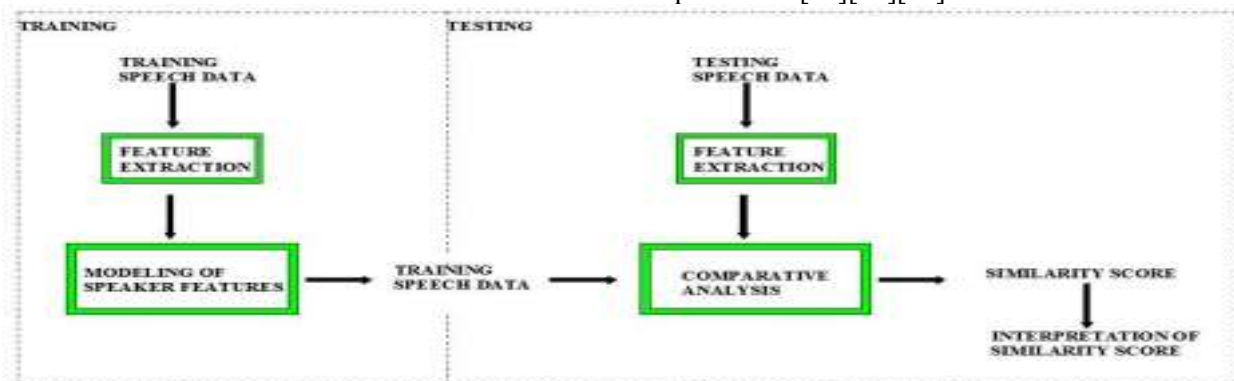 TRAINING
TRAINING
SPEECH DATA
FEATURE
EXTRACTION
MODELING OF
SPEAKER FEATURES
TRAINING
SPEECH DATA
TESTING
TESTING
SPEECH DATA
FEATURE
EXTRACTION
COMPARATIVE
ANALYSIS
SIMILARITY SCORE
INTERPRETATION OF
SIMILARITY SCORE